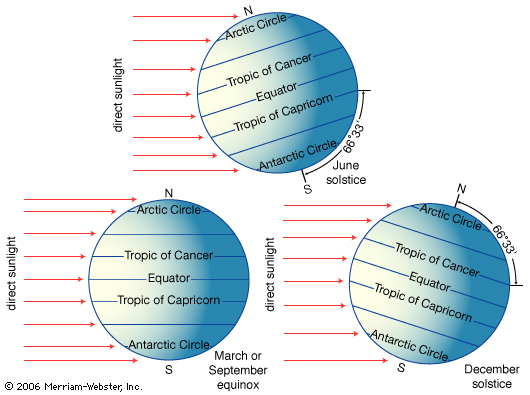 N
Arctic Circle
direct sunlight
Tropic of Cancer
Equator
Tropic of Capricorn
Antarctic Circle
66°33'
June
solstice
S
N
Arctic Circle
direct sunlight
Tropic of Cancer
Equator
Tropic of Capricorn
Antarctic Circle
S
March or
September
equinox
N
Arctic Circle
66°33'
direct sunlight
Tropic of Cancer
Equator
Tropic of Capricorn
Antarctic Circle
S
December
solstice
© 2006 Merriam-Webster, Inc.